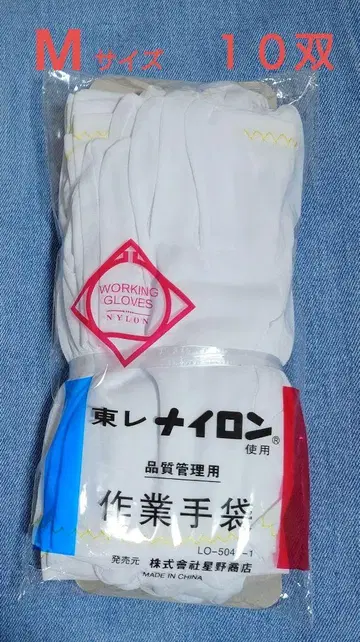 Mサイズ 10双
WORKING
GLOVES
NYLON
東レ ナイロン®
使用
品質管理用
作業手袋
発売元 株式会社星野商店
MADE IN CHINA